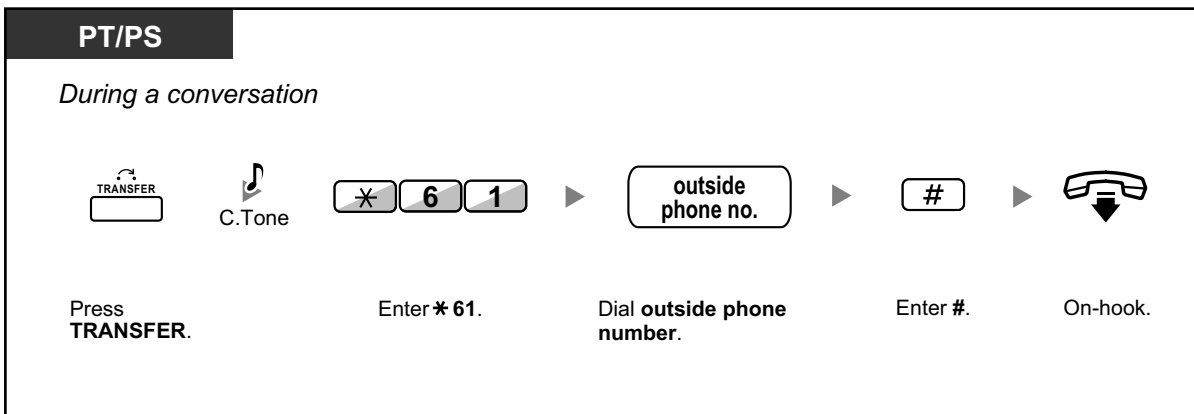 PT/PS
During a conversation
TRANSFER
C.Tone
* 6 1
outside
phone no.
#
Press
TRANSFER.
Enter * 61.
Dial outside phone
number.
Enter #.
On-hook.